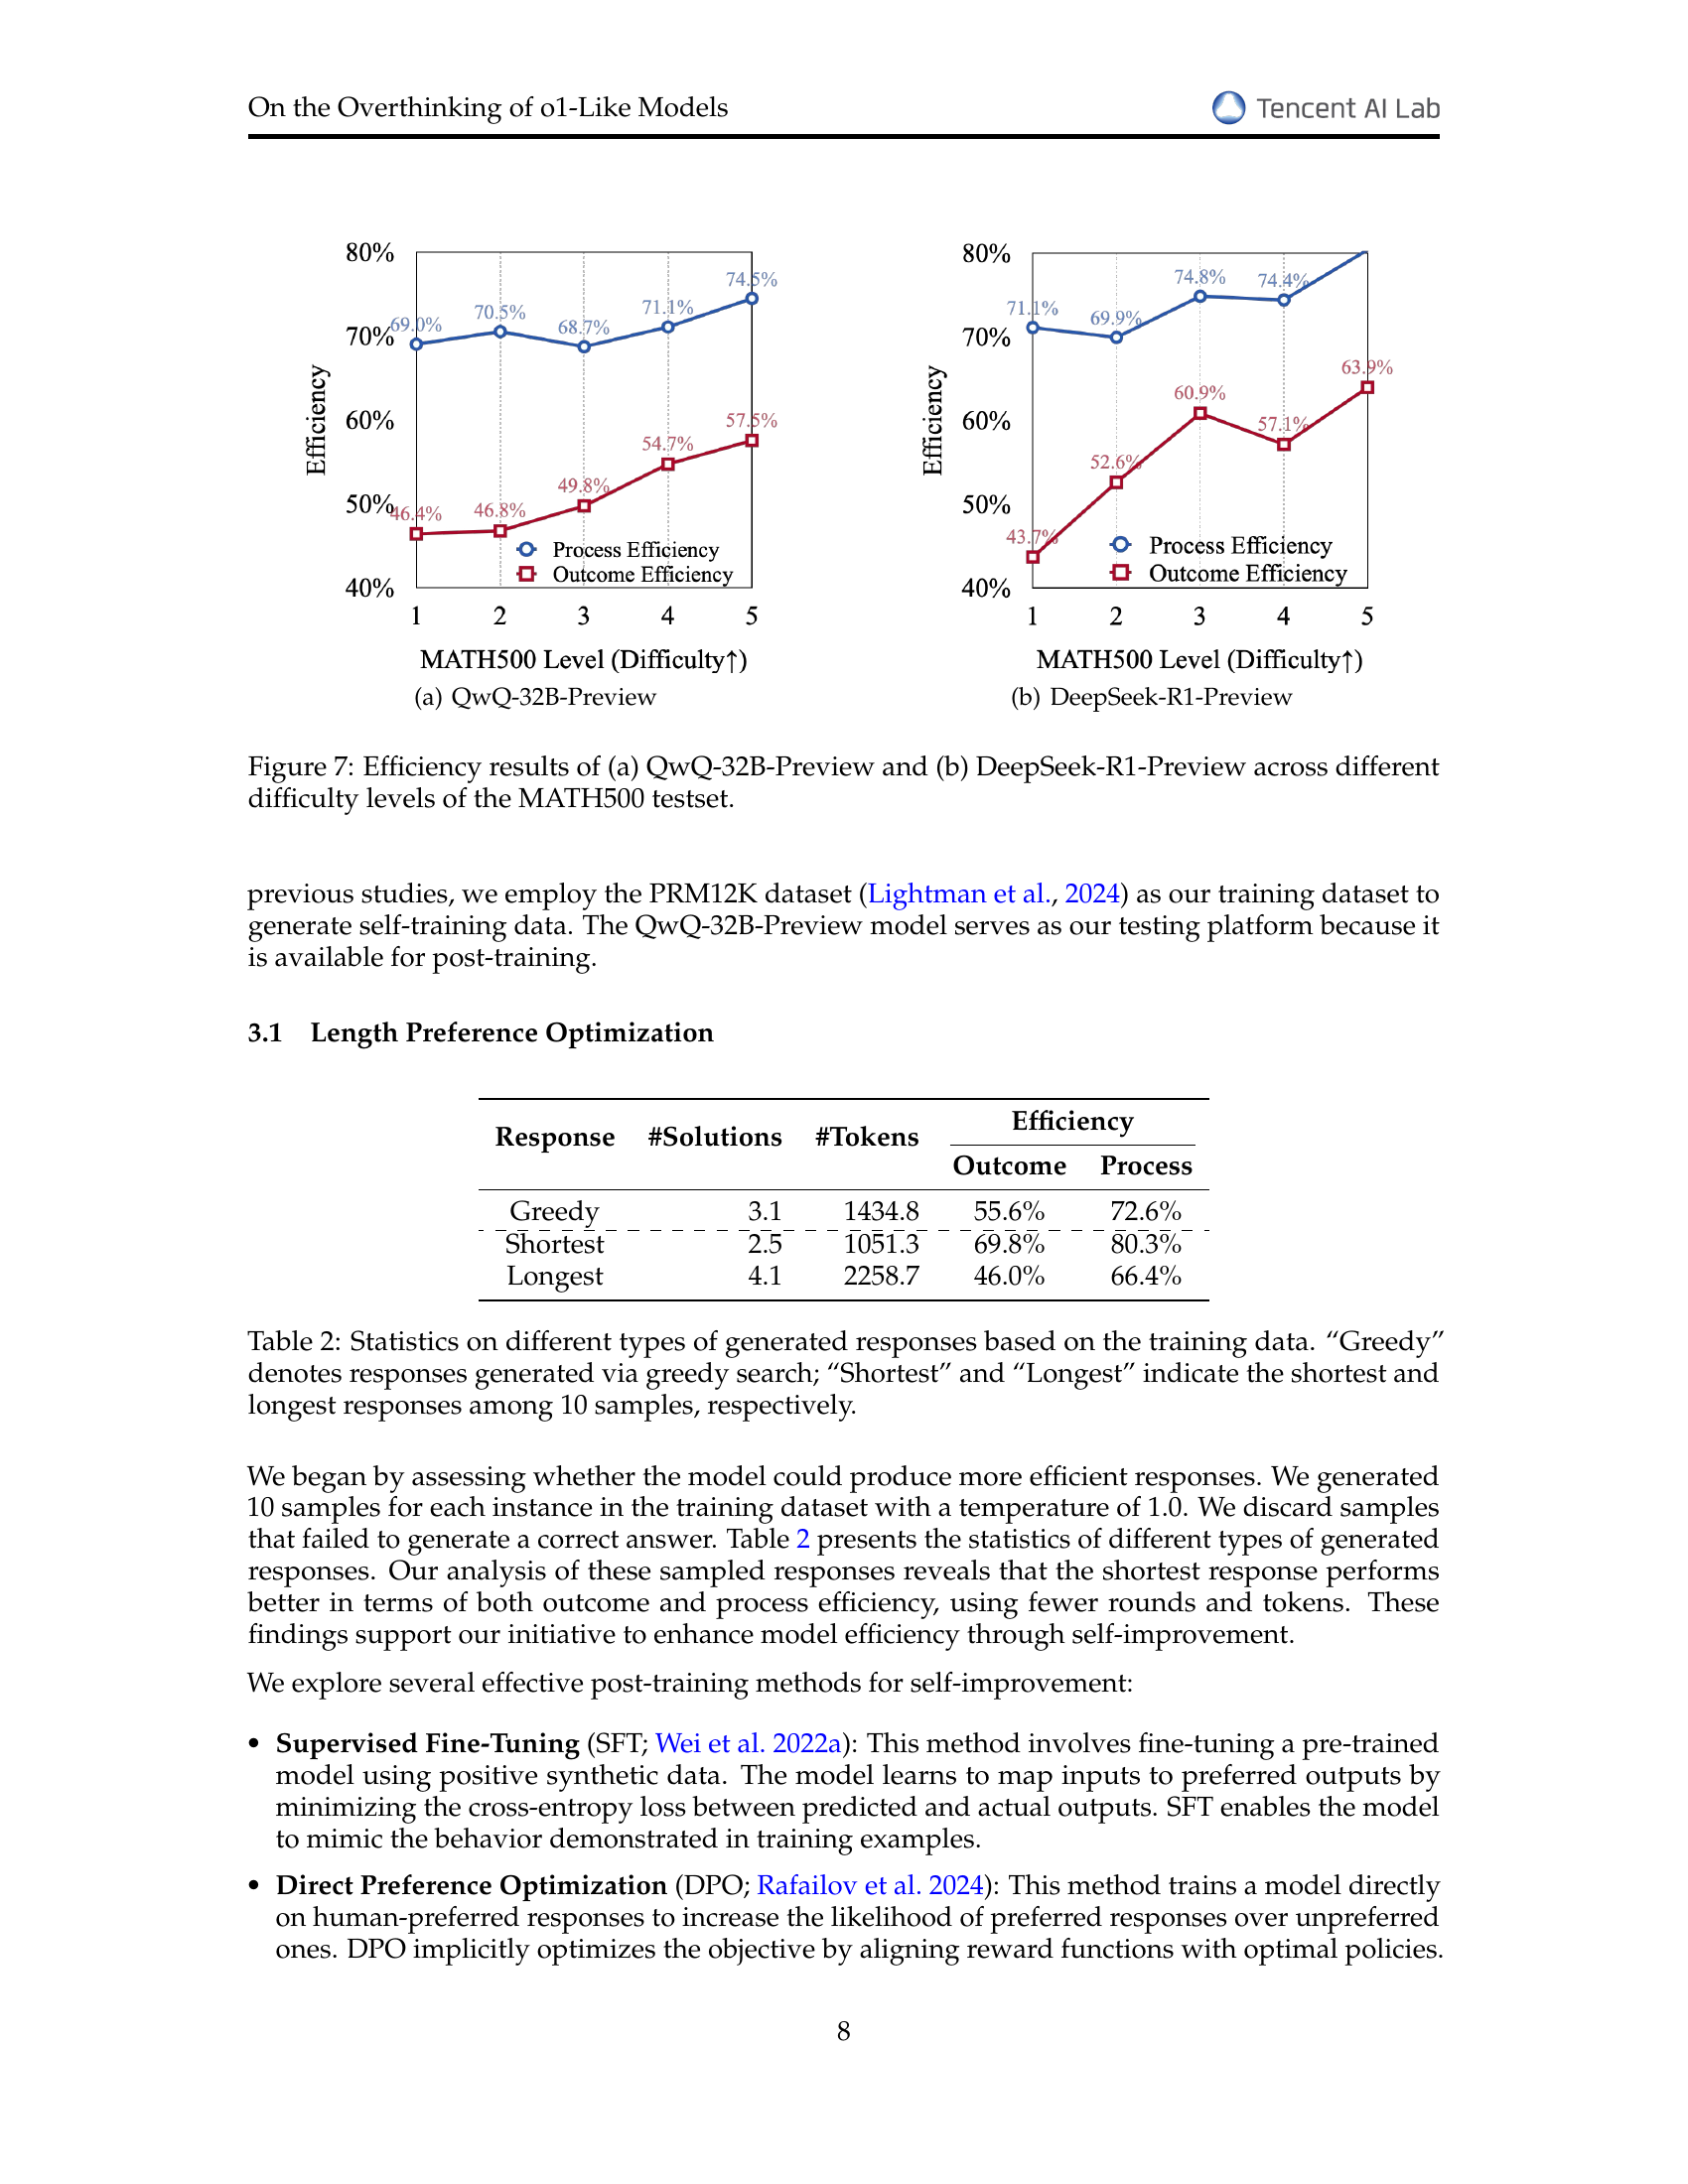 On the Overthinking of o1-Like Models
Tencent AI Lab
80%
70%
60%
50%
40%
Efficiency
69.0%
70.5%
68.7%
71.1%
74.5%
46.4%
46.8%
49.8%
54.7%
57.5%
Process Efficiency
Outcome Efficiency
1 2 3 4 5
MATH500 Level (Difficulty↑)
(a) QwQ-32B-Preview
80%
70%
60%
50%
40%
Efficiency
71.1%
69.9%
74.8%
74.4%
43.7%
52.6%
60.9%
57.1%
63.9%
Process Efficiency
Outcome Efficiency
1 2 3 4 5
MATH500 Level (Difficulty↑)
(b) DeepSeek-R1-Preview
Figure 7: Efficiency results of (a) QwQ-32B-Preview and (b) DeepSeek-R1-Preview across different
difficulty levels of the MATH500 testset.
previous studies, we employ the PRM12K dataset (Lightman et al., 2024) as our training dataset to
generate self-training data. The QwQ-32B-Preview model serves as our testing platform because it
is available for post-training.
3.1 Length Preference Optimization
Response #Solutions #Tokens Efficiency
Outcome Process
Greedy 3.1 1434.8 55.6% 72.6%
Shortest 2.5 1051.3 69.8% 80.3%
Longest 4.1 2258.7 46.0% 66.4%
Table 2: Statistics on different types of generated responses based on the training data. “Greedy”
denotes responses generated via greedy search; “Shortest” and “Longest” indicate the shortest and
longest responses among 10 samples, respectively.
We began by assessing whether the model could produce more efficient responses. We generated
10 samples for each instance in the training dataset with a temperature of 1.0. We discard samples
that failed to generate a correct answer. Table 2 presents the statistics of different types of generated
responses. Our analysis of these sampled responses reveals that the shortest response performs
better in terms of both outcome and process efficiency, using fewer rounds and tokens. These
findings support our initiative to enhance model efficiency through self-improvement.
We explore several effective post-training methods for self-improvement:
• Supervised Fine-Tuning (SFT; Wei et al. 2022a): This method involves fine-tuning a pre-trained
model using positive synthetic data. The model learns to map inputs to preferred outputs by
minimizing the cross-entropy loss between predicted and actual outputs. SFT enables the model
to mimic the behavior demonstrated in training examples.
• Direct Preference Optimization (DPO; Rafailov et al. 2024): This method trains a model directly
on human-preferred responses to increase the likelihood of preferred responses over unpreferred
ones. DPO implicitly optimizes the objective by aligning reward functions with optimal policies.
8